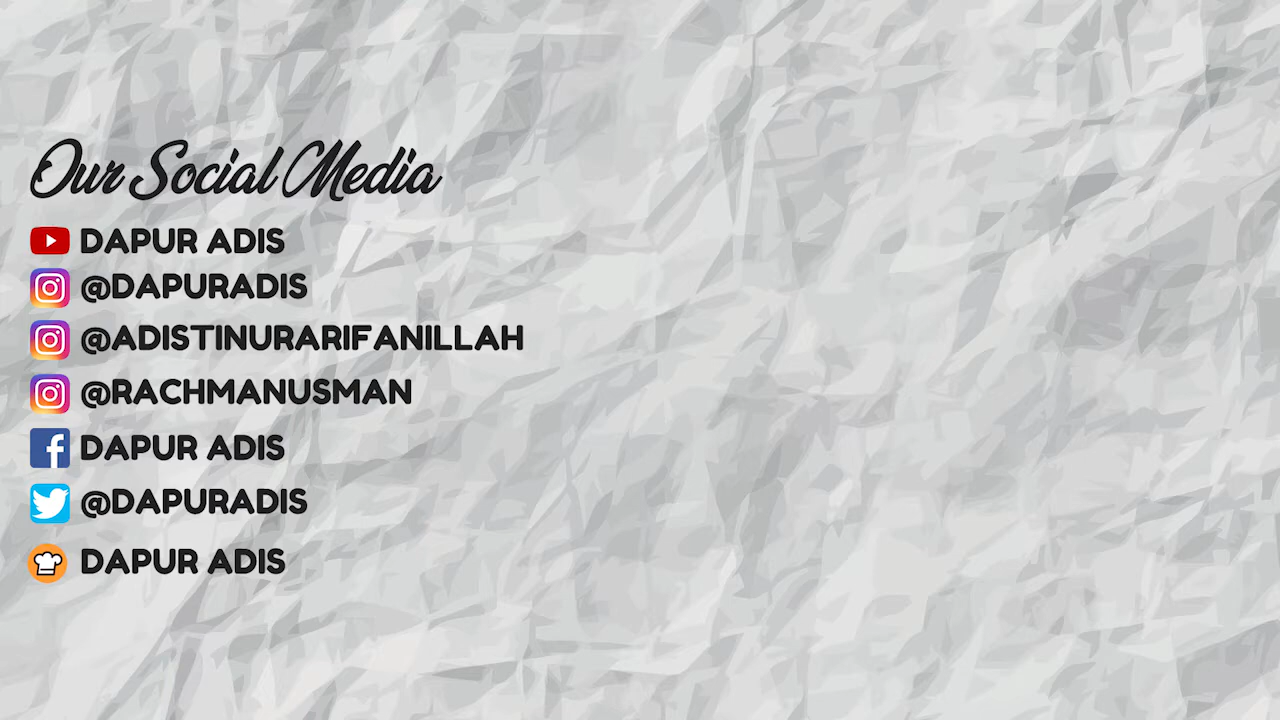 Our Social Media
DAPUR ADIS
@DAPURADIS
@ADISTINURARIFANILLAH
@RACHMANUSMAN
DAPUR ADIS
@DAPURADIS
DAPUR ADIS